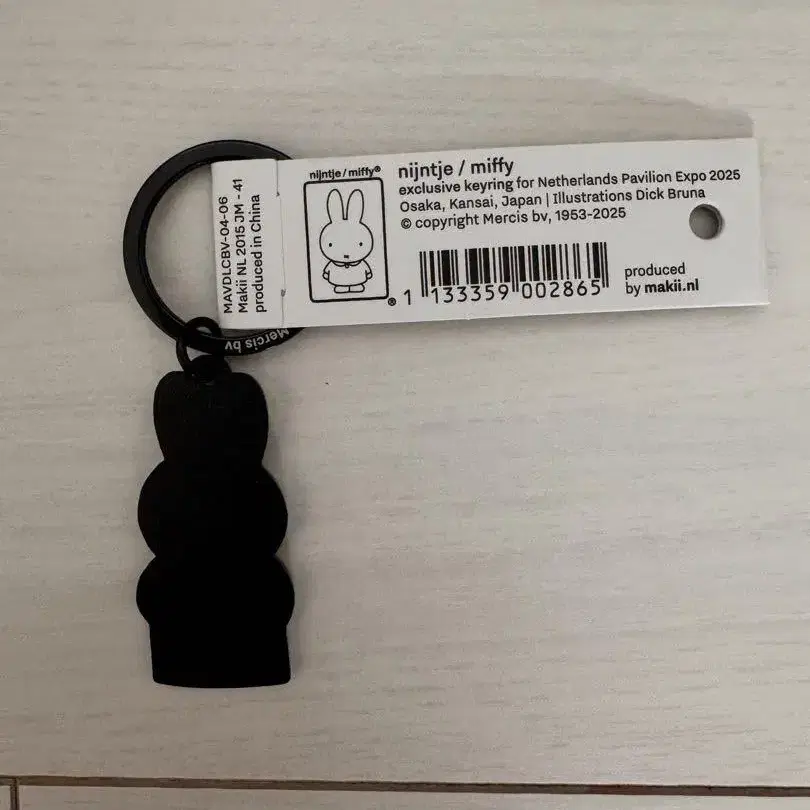 MAVDLCBV-04-06
Makii NL 2015 JM - 41
produced in China
nijntje / miffy®
®
nijntje / miffy
exclusive keyring for Netherlands Pavilion Expo 2025
Osaka, Kansai, Japan | Illustrations Dick Bruna
© copyright Mercis bv, 1953-2025
1 133359 002865
produced
by makii.nl
Mercis bv